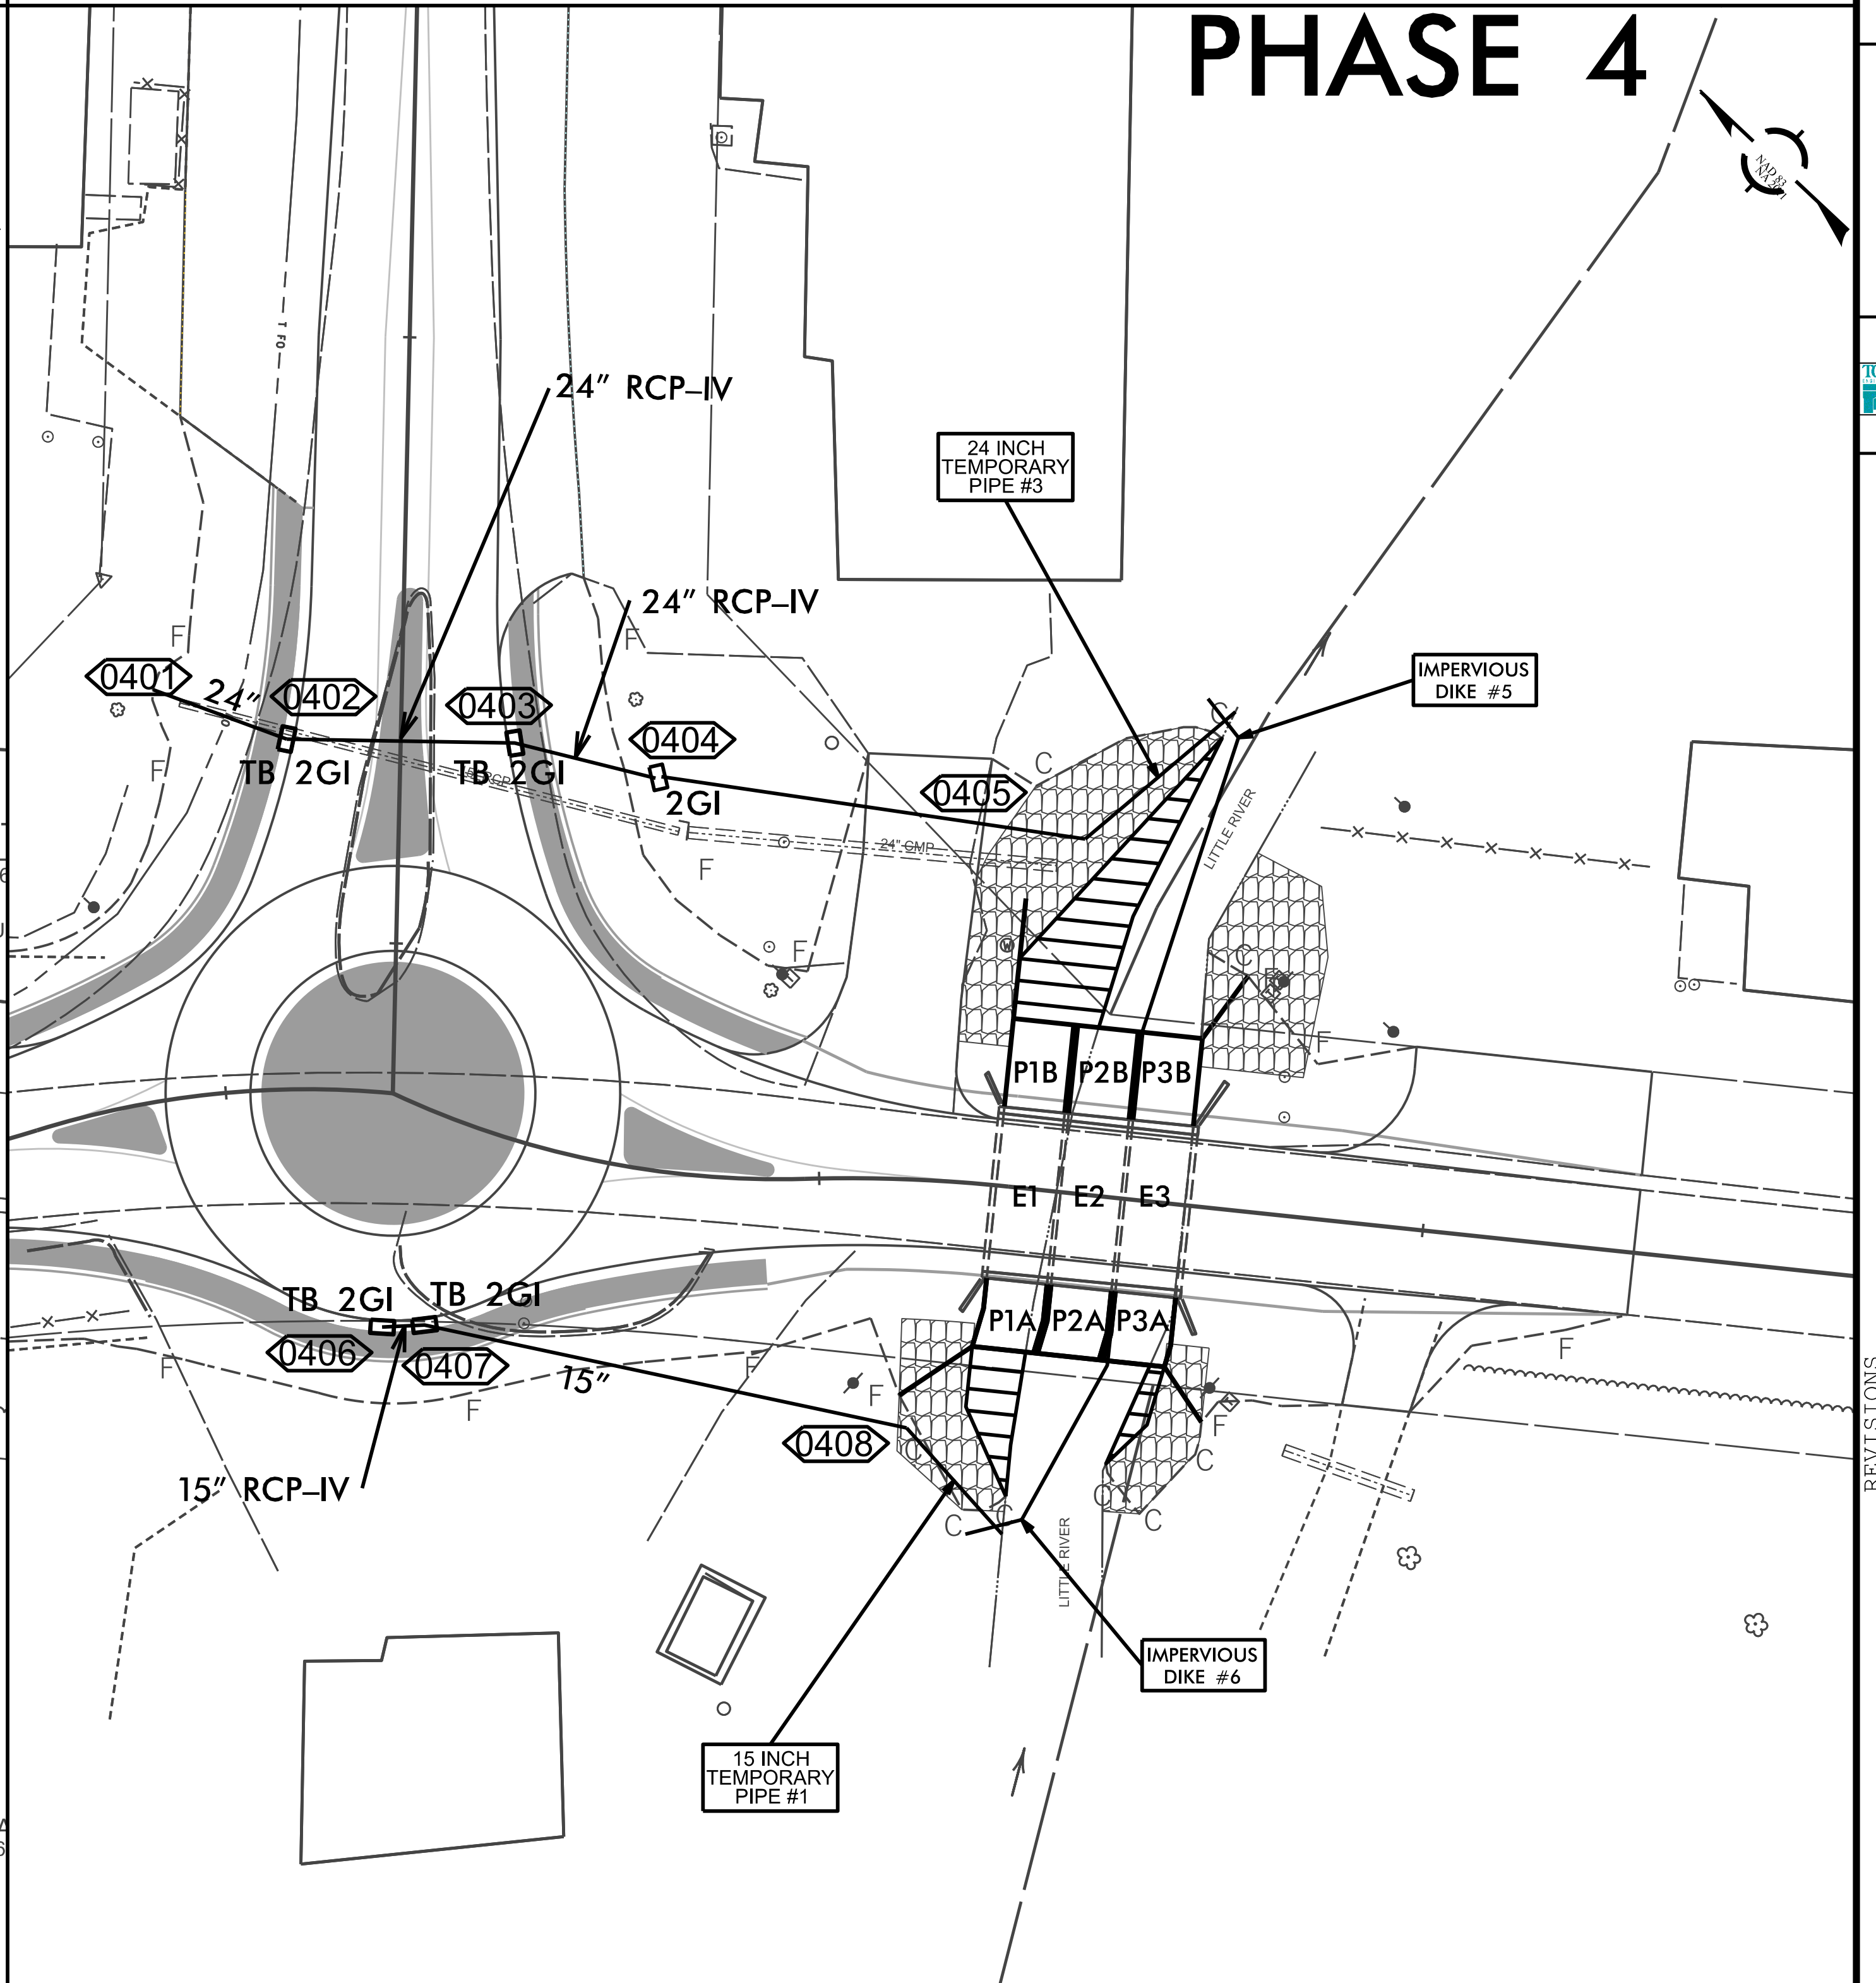 PHASE 4
NAD 83
TO
24" RCP-IV
24 INCH
TEMPORARY
PIPE #3
24" RCP-IV
F
F
IMPERVIOUS
DIKE #5
0401
24"
0402
0403
0404
C
TB 2GI
TB 2GI
2GI
0405
C
F
24" CMP
LITTLE RIVER
F
F
W
C
F
P1B
P2B
P3B
E1
E2
E3
TB 2GI
TB 2GI
P1A
P2A
P3A
0406
0407
15"
F
F
F
F
F
F
0408
C
C
C
15" RCP-IV
C
C
C
LITTLE RIVER
IMPERVIOUS
DIKE #6
15 INCH
TEMPORARY
PIPE #1
REVISIONS